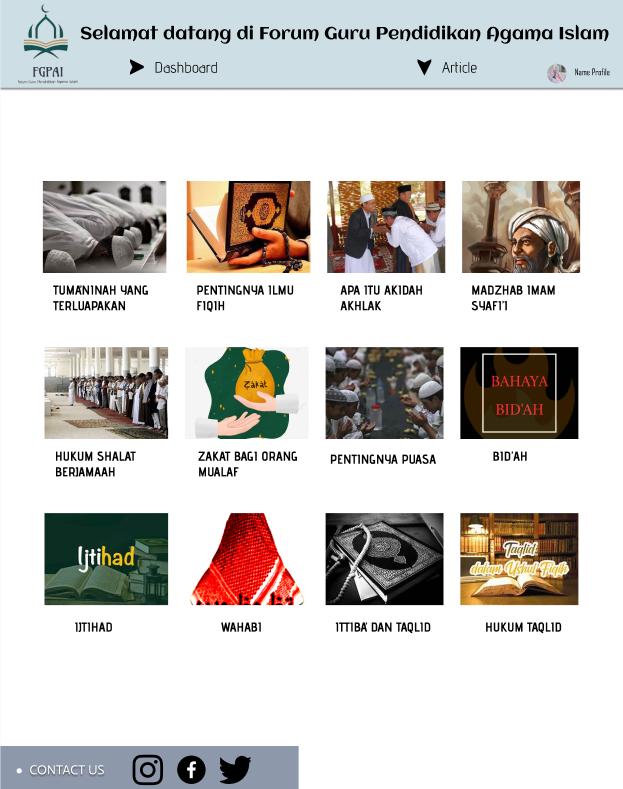 Selamat datang di Forum Guru Pendidikan Agama Islam
FGPAI
Forum Guru Pendidikan Agama Islam
Dashboard
Article
Name Profile
TUMA'NINAH YANG
TERLUAPAKAN
PENTINGNYA ILMU
FIQIH
APA ITU AKIDAH
AKHLAK
MADZHAB IMAM
SYAFI'I
Zakat
BAHAYA
BID'AH
HUKUM SHALAT
BERJAMAAH
ZAKAT BAGI ORANG
MUALAF
PENTINGNYA PUASA
BID'AH
Ijtihad
Taqlid
dalam Ushul Fiqih
IJTIHAD
WAHABI
ITTIBA' DAN TAQLID
HUKUM TAQLID
CONTACT US